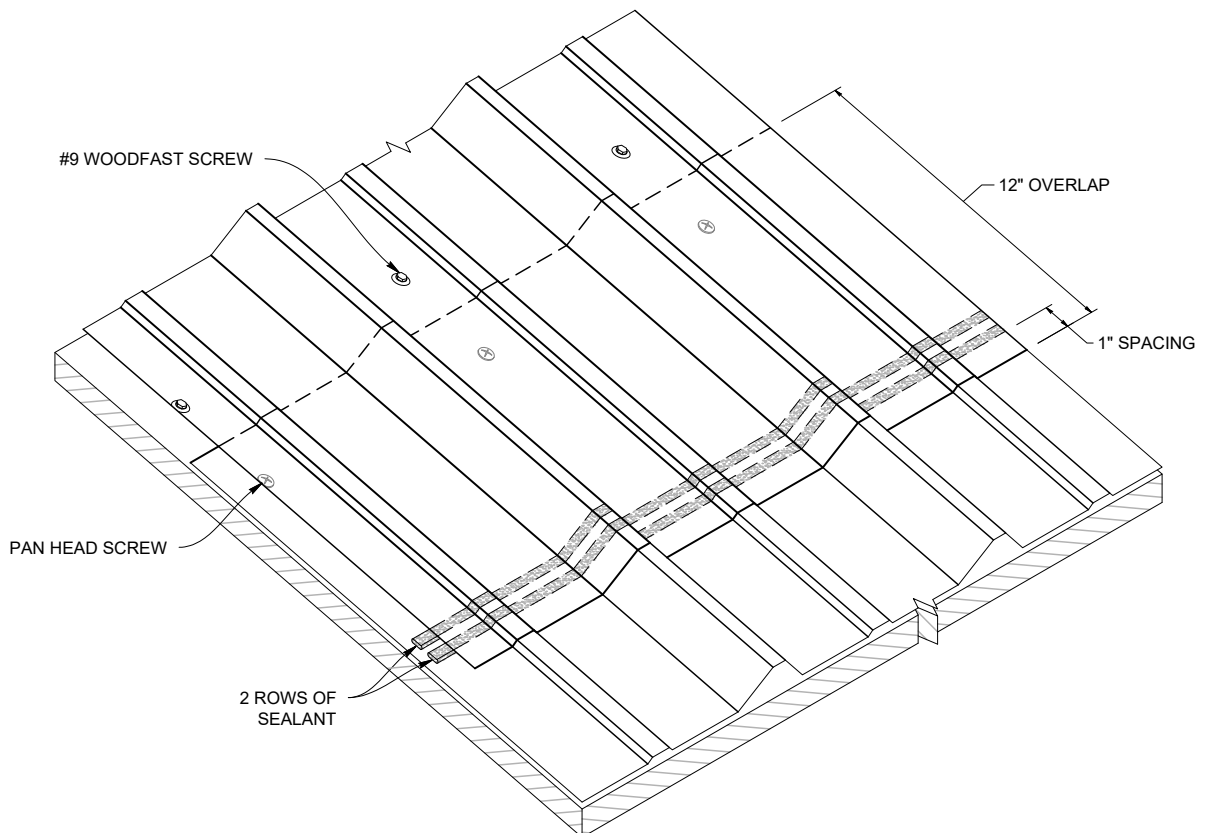 #9 WOODFAST SCREW
12" OVERLAP
1" SPACING
PAN HEAD SCREW
2 ROWS OF
SEALANT